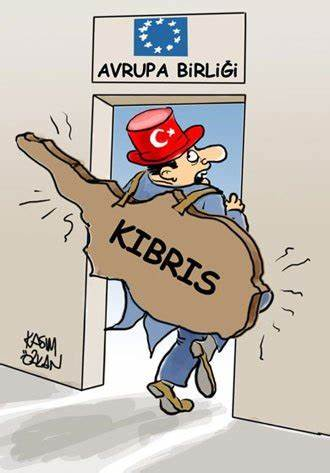 AVRUPA BİRLİĞİ
KIBRIS
KASIM
ÖZKAN